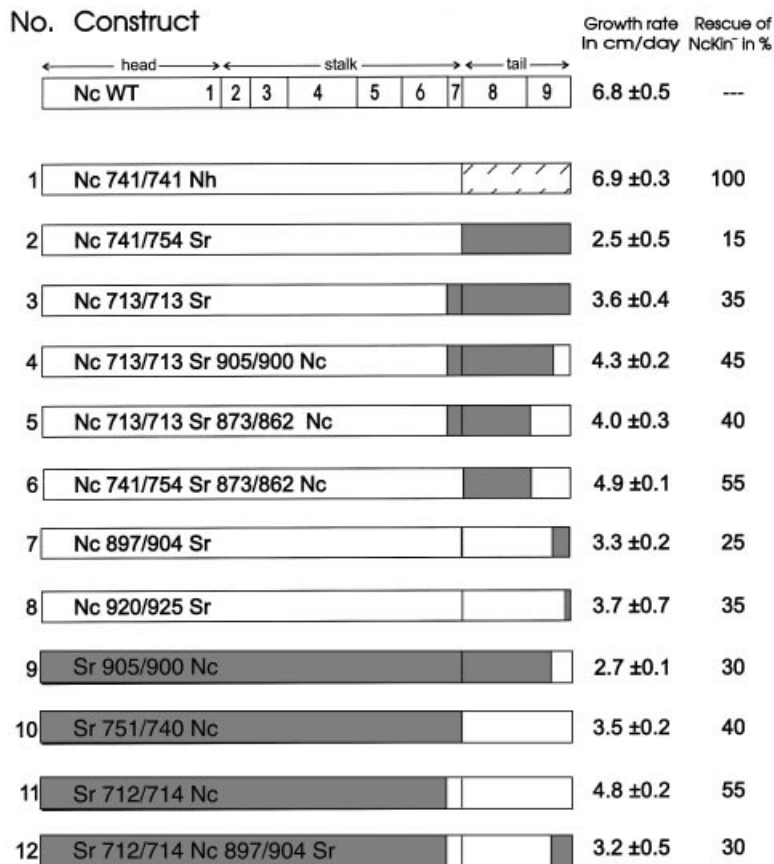 No. Construct Growth rate Rescue of
in cm/day NcKin⁻ in %
head stalk tail
Nc WT 1 2 3 4 5 6 7 8 9 6.8 ±0.5 ---
1 Nc 741/741 Nh 6.9 ±0.3 100
2 Nc 741/754 Sr 2.5 ±0.5 15
3 Nc 713/713 Sr 3.6 ±0.4 35
4 Nc 713/713 Sr 905/900 Nc 4.3 ±0.2 45
5 Nc 713/713 Sr 873/862 Nc 4.0 ±0.3 40
6 Nc 741/754 Sr 873/862 Nc 4.9 ±0.1 55
7 Nc 897/904 Sr 3.3 ±0.2 25
8 Nc 920/925 Sr 3.7 ±0.7 35
9 Sr 905/900 Nc 2.7 ±0.1 30
10 Sr 751/740 Nc 3.5 ±0.2 40
11 Sr 712/714 Nc 4.8 ±0.2 55
12 Sr 712/714 Nc 897/904 Sr 3.2 ±0.5 30